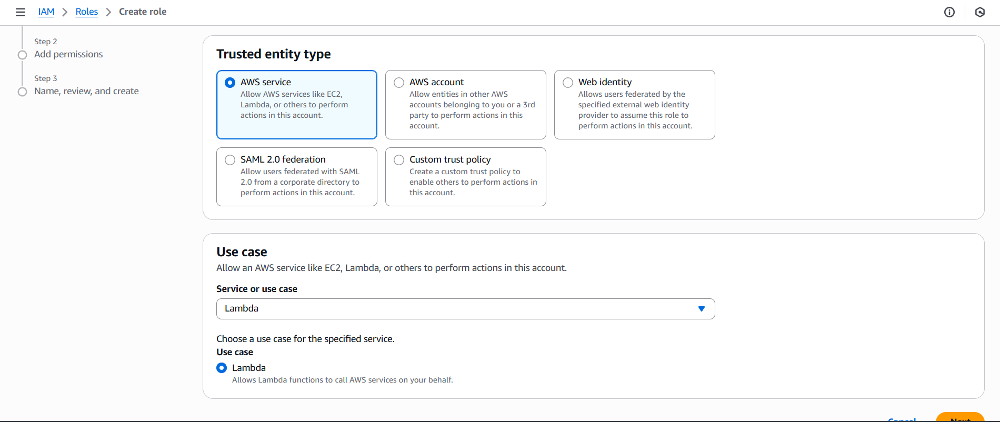 IAM > Roles > Create role
Step 2
Add permissions
Step 3
Name, review, and create
Trusted entity type
AWS service
Allow AWS services like EC2,
Lambda, or others to perform
actions in this account.
AWS account
Allow entities in other AWS
accounts belonging to you or a 3rd
party to perform actions in this
account.
Web identity
Allows users federated by the
specified external web identity
provider to assume this role to
perform actions in this account.
SAML 2.0 federation
Allow users federated with SAML
2.0 from a corporate directory to
perform actions in this account.
Custom trust policy
Create a custom trust policy to
enable others to perform actions in
this account.
Use case
Allow an AWS service like EC2, Lambda, or others to perform actions in this account.
Service or use case
Lambda
Choose a use case for the specified service.
Use case
Lambda
Allows Lambda functions to call AWS services on your behalf.
Cancel
Next